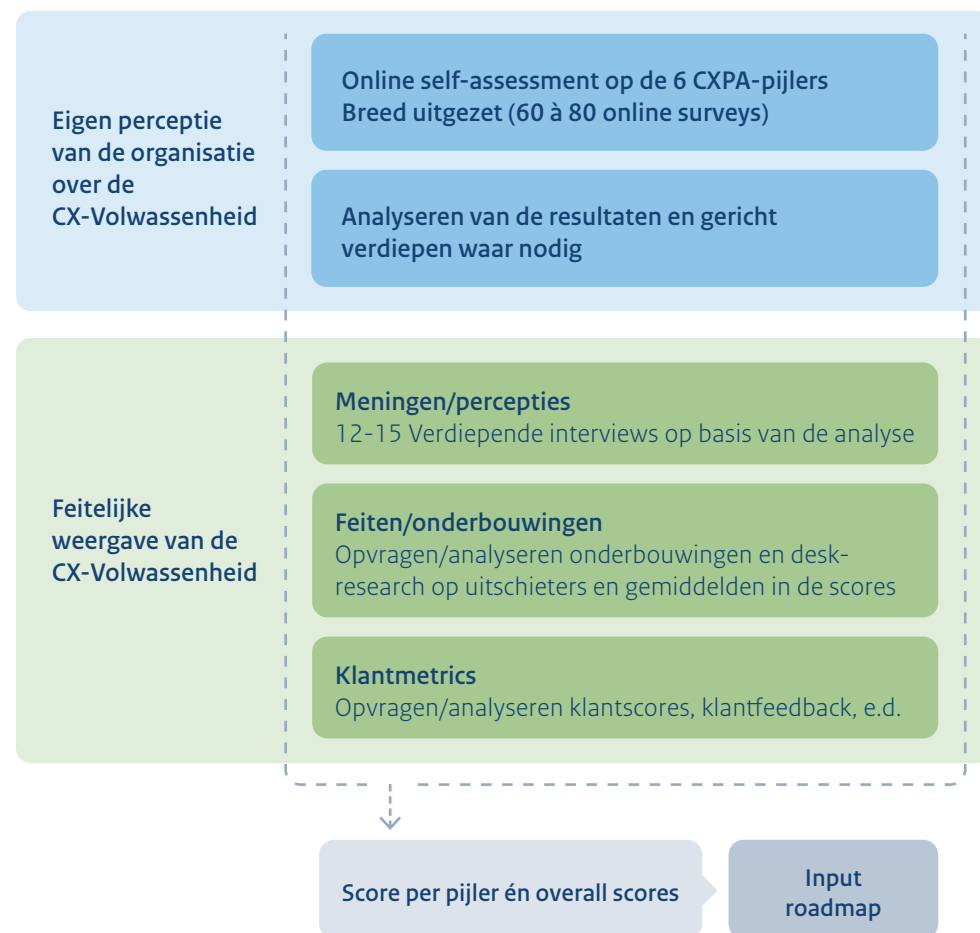 Eigen perceptie
van de organisatie
over de
CX-Volwassenheid
Online self-assessment op de 6 CXPA-pijlers
Breed uitgezet (60 à 80 online surveys)
Analyseren van de resultaten en gericht
verdiepen waar nodig
Feitelijke
weergave van de
CX-Volwassenheid
Meningen/percepties
12-15 Verdiepende interviews op basis van de analyse
Feiten/onderbouwingen
Opvragen/analyseren onderbouwingen en desk-
research op uitschieters en gemiddelden in de scores
Klantmetrics
Opvragen/analyseren klantscores, klantfeedback, e.d.
Score per pijler én overall scores
Input
roadmap